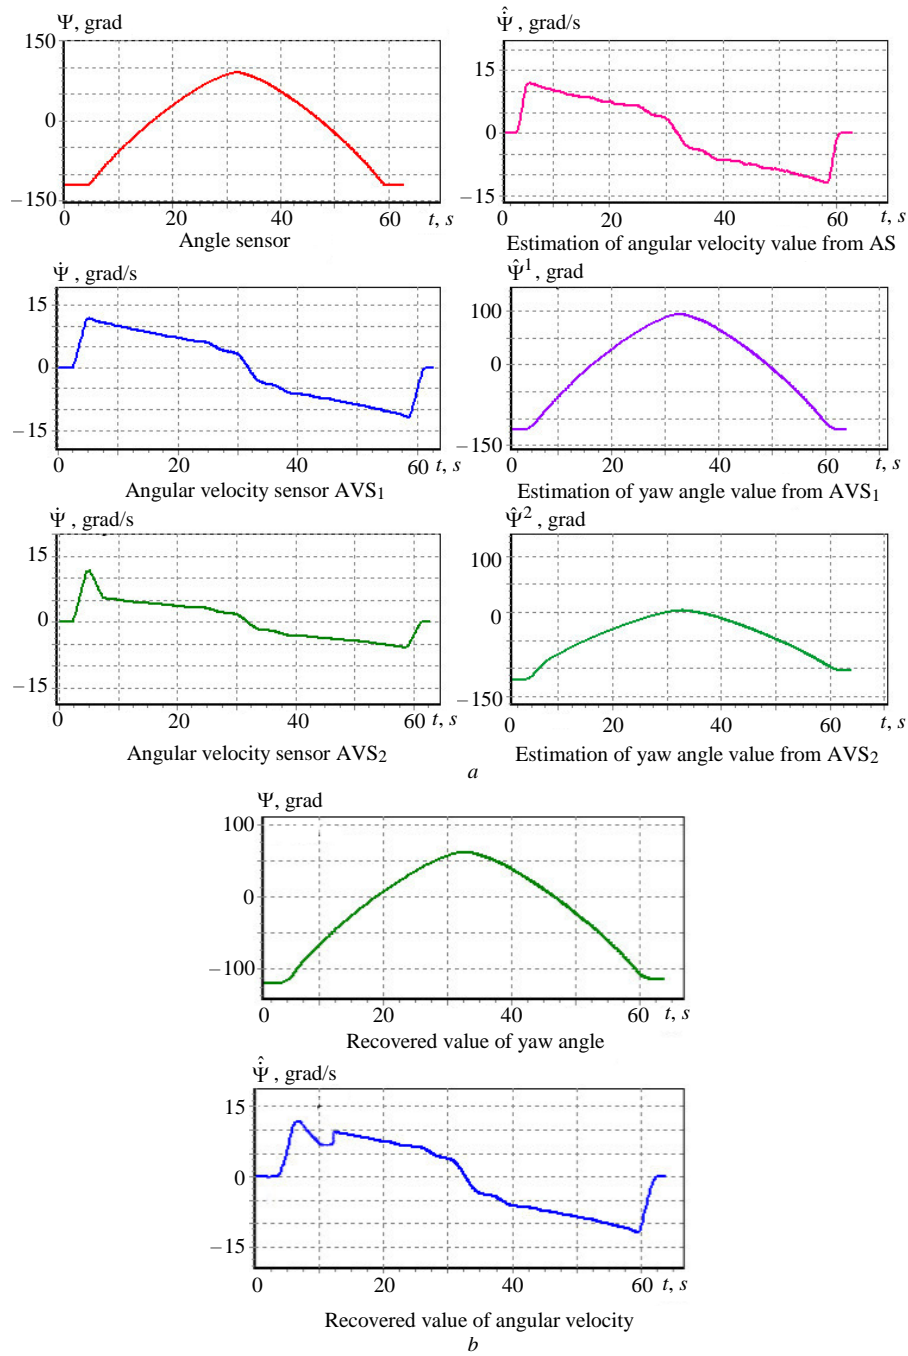 Ψ, grad
150
0
−150
0 20 40 60 t, s
Angle sensor
Ψ̇̂ , grad/s
15
0
−15
0 20 40 60 t, s
Estimation of angular velocity value from AS
Ψ̇ , grad/s
15
0
−15
0 20 40 60 t, s
Angular velocity sensor AVS₁
Ψ̂¹, grad
100
0
−150
0 20 40 60 t, s
Estimation of yaw angle value from AVS₁
Ψ̇ , grad/s
15
0
−15
0 20 40 60 t, s
Angular velocity sensor AVS₂
Ψ̂², grad
100
0
−150
0 20 40 60 t, s
Estimation of yaw angle value from AVS₂
a
Ψ, grad
100
0
−100
0 20 40 60 t, s
Recovered value of yaw angle
Ψ̇̂ , grad/s
15
0
−15
0 20 40 60 t, s
Recovered value of angular velocity
b